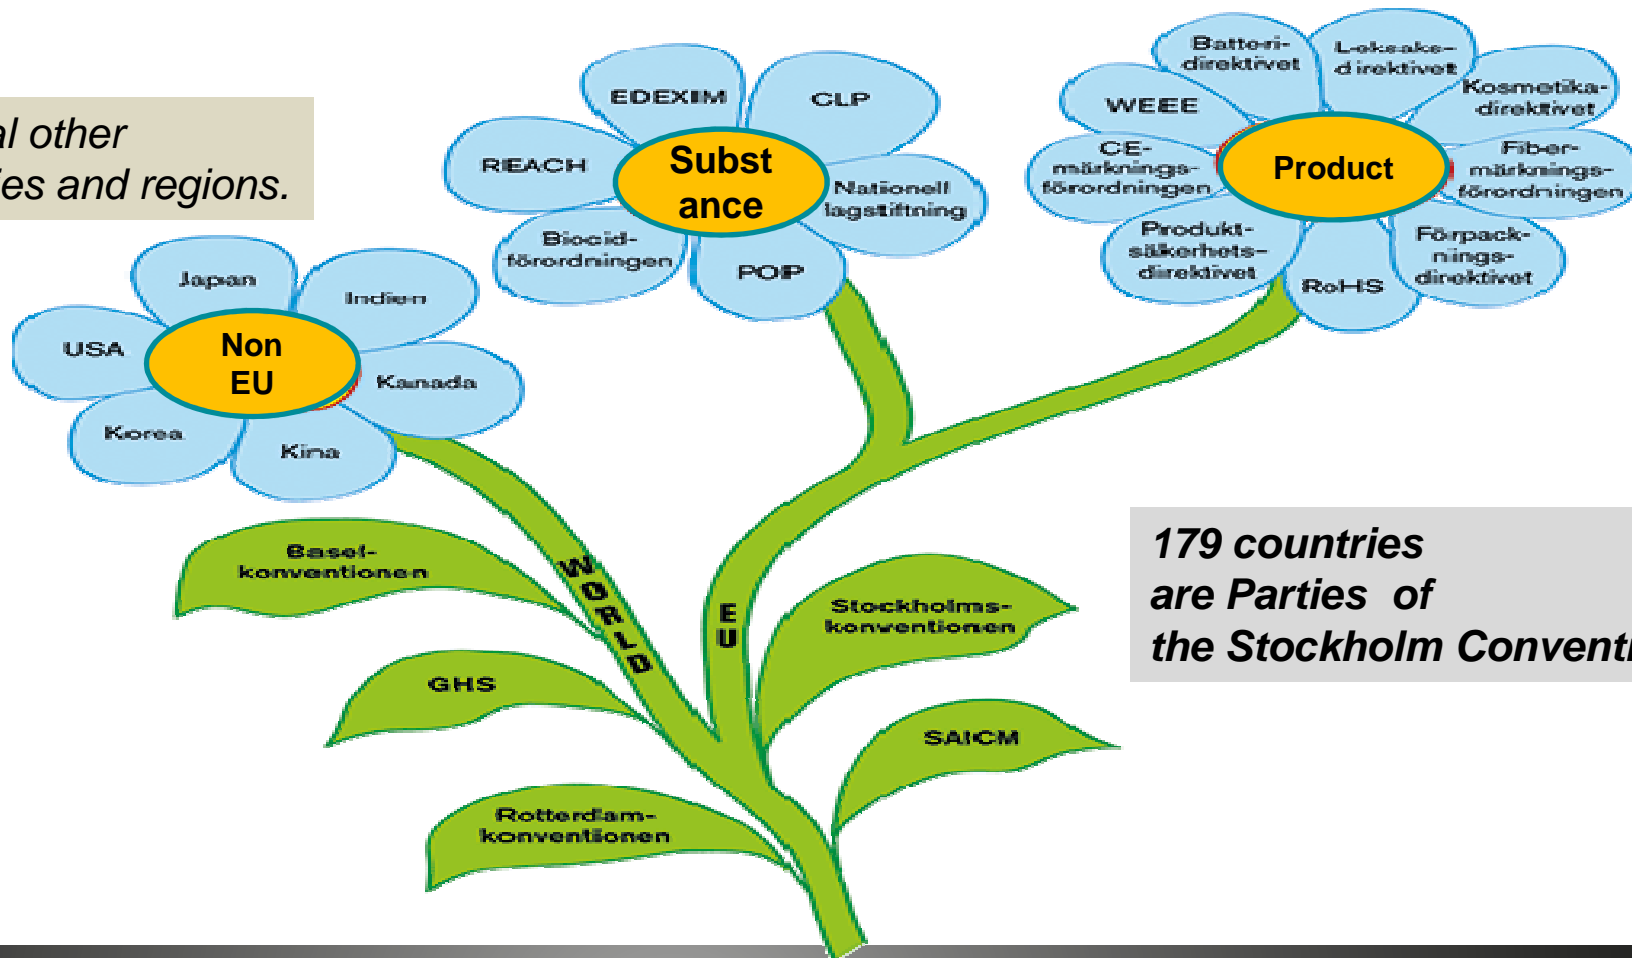 al other
ies and regions.
Japan
Indien
USA
Non
EU
Kanada
Korea
Kina
EDEXIM
CLP
REACH
Subst
ance
Nationell
lagstiftning
Biocid-
förordningen
POP
Batteri-
direktivet
Leksaks-
direktivet
WEEE
Kosmetika-
direktivet
CE-
märknings-
förordningen
Product
Fiber-
märknings-
förordningen
Produkt-
säkerhets-
direktivet
RoHS
Förpack-
nings-
direktivet
WORLD
EU
Basel-
konventionen
Stockholms-
konventionen
GHS
SAICM
Rotterdam-
konventionen
179 countries
are Parties of
the Stockholm Conventi